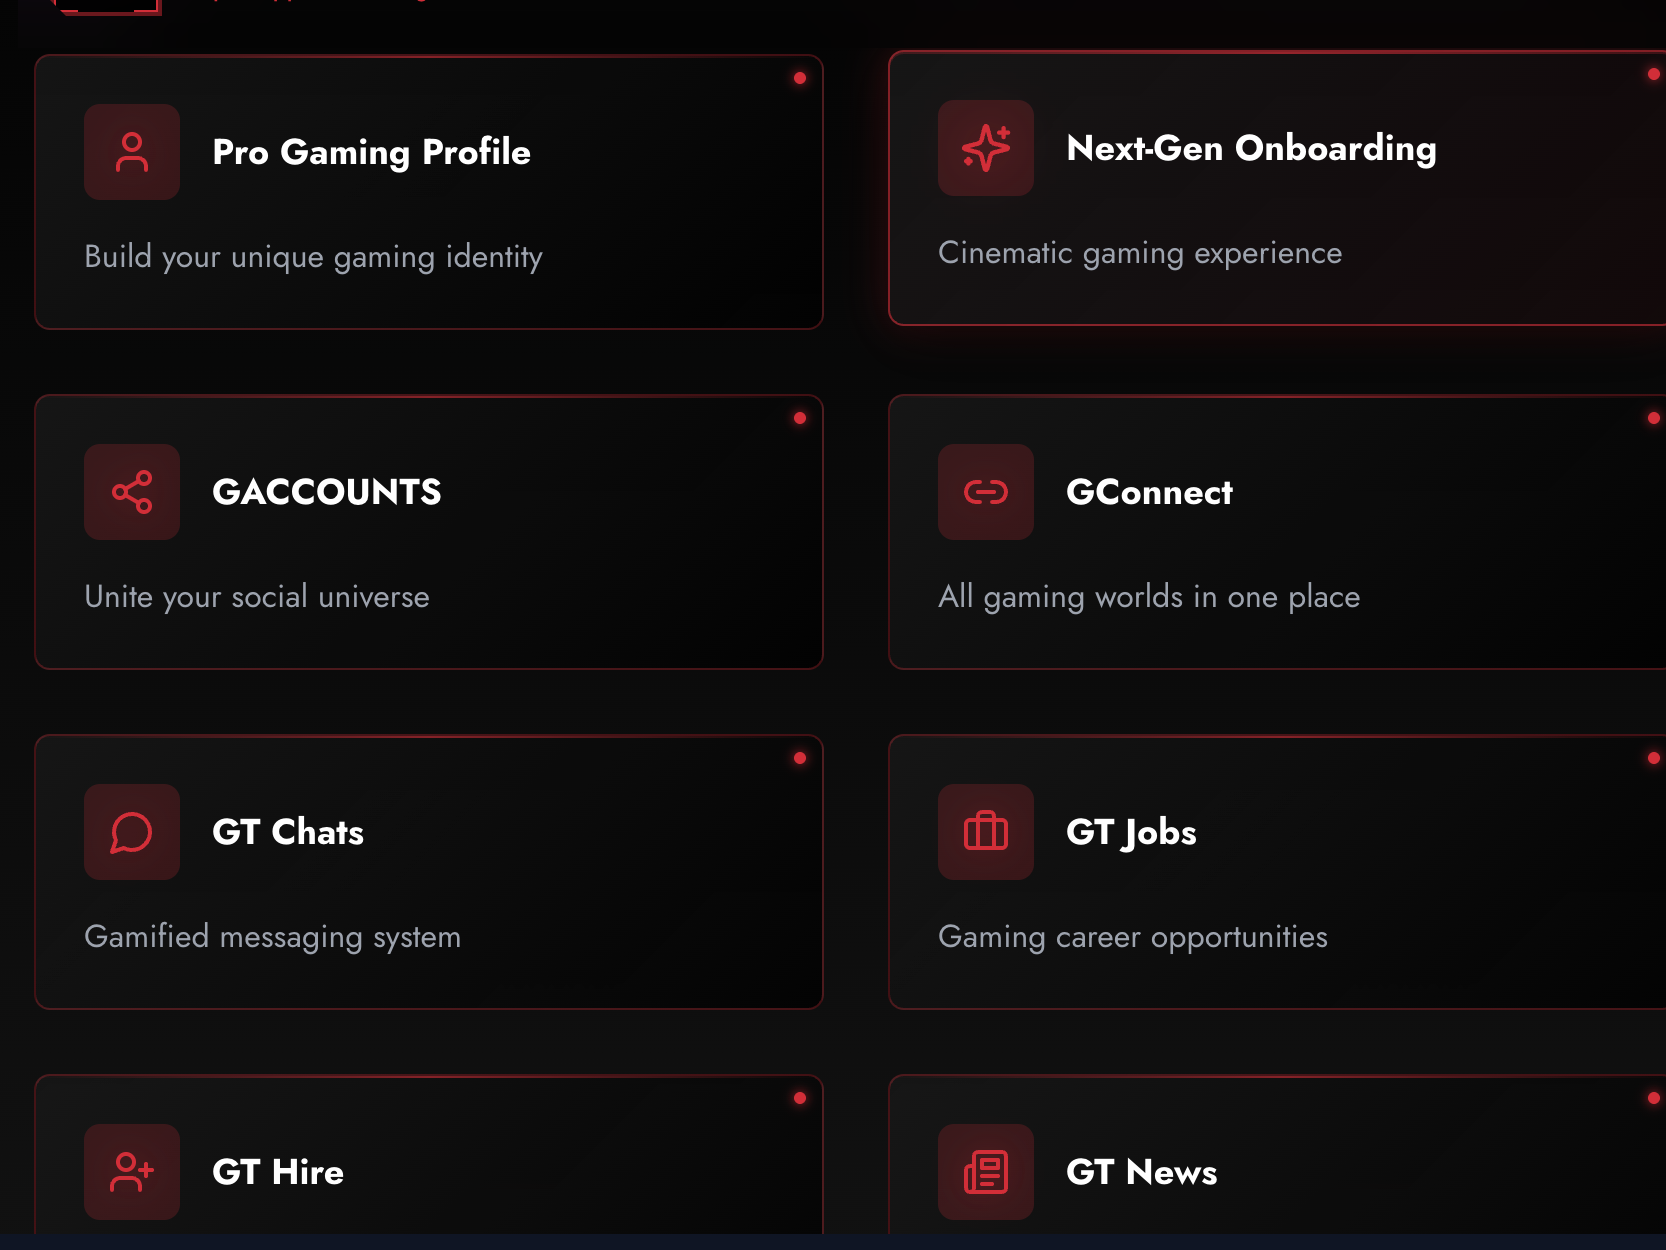 Pro Gaming Profile
Build your unique gaming identity
Next-Gen Onboarding
Cinematic gaming experience
GACCOUNTS
Unite your social universe
GConnect
All gaming worlds in one place
GT Chats
Gamified messaging system
GT Jobs
Gaming career opportunities
GT Hire
GT News